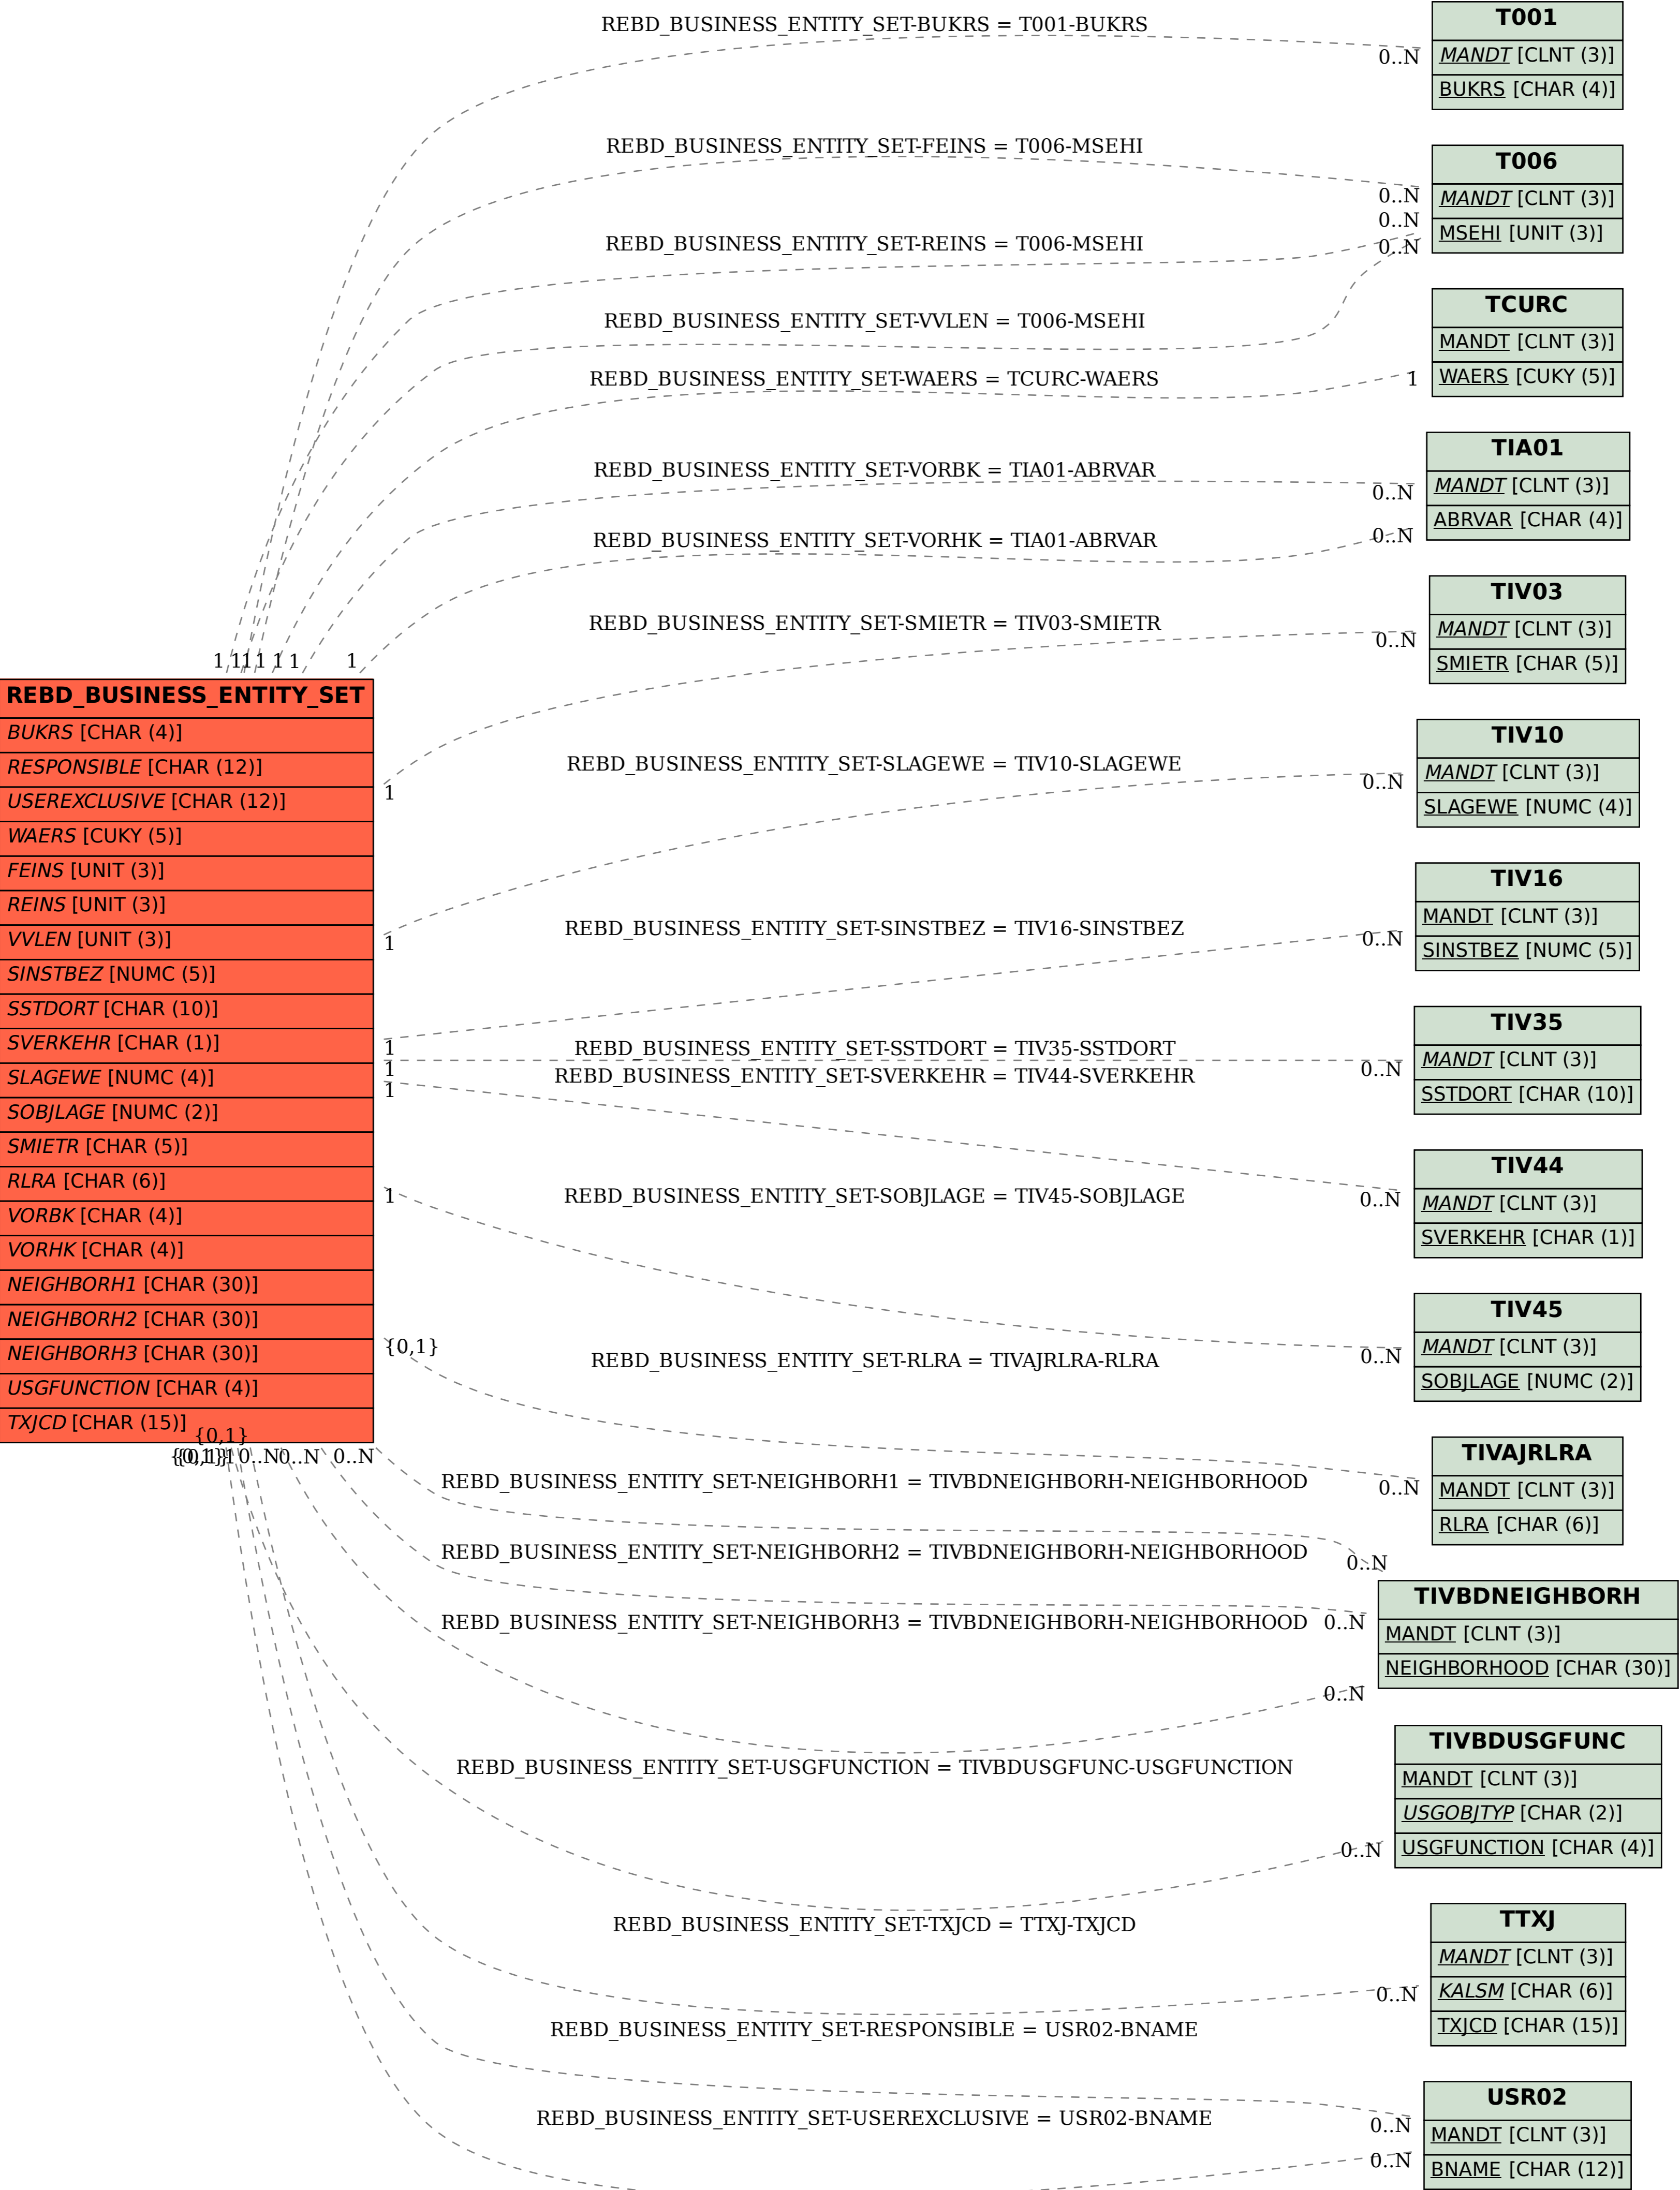 REBD_BUSINESS_ENTITY_SET-BUKRS = T001-BUKRS
0..N
T001
MANDT [CLNT (3)]
BUKRS [CHAR (4)]
REBD_BUSINESS_ENTITY_SET-FEINS = T006-MSEHI
0..N
0..N
REBD_BUSINESS_ENTITY_SET-REINS = T006-MSEHI
0..N
T006
MANDT [CLNT (3)]
MSEHI [UNIT (3)]
REBD_BUSINESS_ENTITY_SET-VVLEN = T006-MSEHI
REBD_BUSINESS_ENTITY_SET-WAERS = TCURC-WAERS
1
TCURC
MANDT [CLNT (3)]
WAERS [CUKY (5)]
REBD_BUSINESS_ENTITY_SET-VORBK = TIA01-ABRVAR
0..N
REBD_BUSINESS_ENTITY_SET-VORHK = TIA01-ABRVAR
0..N
TIA01
MANDT [CLNT (3)]
ABRVAR [CHAR (4)]
REBD_BUSINESS_ENTITY_SET-SMIETR = TIV03-SMIETR
0..N
TIV03
MANDT [CLNT (3)]
SMIETR [CHAR (5)]
1 1 1 1 1 1 1
REBD_BUSINESS_ENTITY_SET
BUKRS [CHAR (4)]
RESPONSIBLE [CHAR (12)]
USEREXCLUSIVE [CHAR (12)]
WAERS [CUKY (5)]
FEINS [UNIT (3)]
REINS [UNIT (3)]
VVLEN [UNIT (3)]
SINSTBEZ [NUMC (5)]
SSTDORT [CHAR (10)]
SVERKEHR [CHAR (1)]
SLAGEWE [NUMC (4)]
SOBJLAGE [NUMC (2)]
SMIETR [CHAR (5)]
RLRA [CHAR (6)]
VORBK [CHAR (4)]
VORHK [CHAR (4)]
NEIGHBORH1 [CHAR (30)]
NEIGHBORH2 [CHAR (30)]
NEIGHBORH3 [CHAR (30)]
USGFUNCTION [CHAR (4)]
TXJCD [CHAR (15)]
1
REBD_BUSINESS_ENTITY_SET-SLAGEWE = TIV10-SLAGEWE
0..N
1
TIV10
MANDT [CLNT (3)]
SLAGEWE [NUMC (4)]
REBD_BUSINESS_ENTITY_SET-SINSTBEZ = TIV16-SINSTBEZ
0..N
1
TIV16
MANDT [CLNT (3)]
SINSTBEZ [NUMC (5)]
REBD_BUSINESS_ENTITY_SET-SSTDORT = TIV35-SSTDORT
1
0..N
TIV35
MANDT [CLNT (3)]
SSTDORT [CHAR (10)]
REBD_BUSINESS_ENTITY_SET-SVERKEHR = TIV44-SVERKEHR
1
0..N
TIV44
MANDT [CLNT (3)]
SVERKEHR [CHAR (1)]
1
REBD_BUSINESS_ENTITY_SET-SOBJLAGE = TIV45-SOBJLAGE
0..N
TIV45
MANDT [CLNT (3)]
SOBJLAGE [NUMC (2)]
{0,1}
REBD_BUSINESS_ENTITY_SET-RLRA = TIVAJRLRA-RLRA
0..N
TIVAJRLRA
MANDT [CLNT (3)]
RLRA [CHAR (6)]
{0,1}
0..N
0..N
0..N
REBD_BUSINESS_ENTITY_SET-NEIGHBORH1 = TIVBDNEIGHBORH-NEIGHBORHOOD
0..N
REBD_BUSINESS_ENTITY_SET-NEIGHBORH2 = TIVBDNEIGHBORH-NEIGHBORHOOD
0..N
REBD_BUSINESS_ENTITY_SET-NEIGHBORH3 = TIVBDNEIGHBORH-NEIGHBORHOOD
0..N
TIVBDNEIGHBORH
MANDT [CLNT (3)]
NEIGHBORHOOD [CHAR (30)]
REBD_BUSINESS_ENTITY_SET-USGFUNCTION = TIVBDUSGFUNC-USGFUNCTION
0..N
TIVBDUSGFUNC
MANDT [CLNT (3)]
USGOBJTYP [CHAR (2)]
USGFUNCTION [CHAR (4)]
REBD_BUSINESS_ENTITY_SET-TXJCD = TTXJ-TXJCD
0..N
TTXJ
MANDT [CLNT (3)]
KALSM [CHAR (6)]
TXJCD [CHAR (15)]
REBD_BUSINESS_ENTITY_SET-RESPONSIBLE = USR02-BNAME
0..N
REBD_BUSINESS_ENTITY_SET-USEREXCLUSIVE = USR02-BNAME
0..N
USR02
MANDT [CLNT (3)]
BNAME [CHAR (12)]